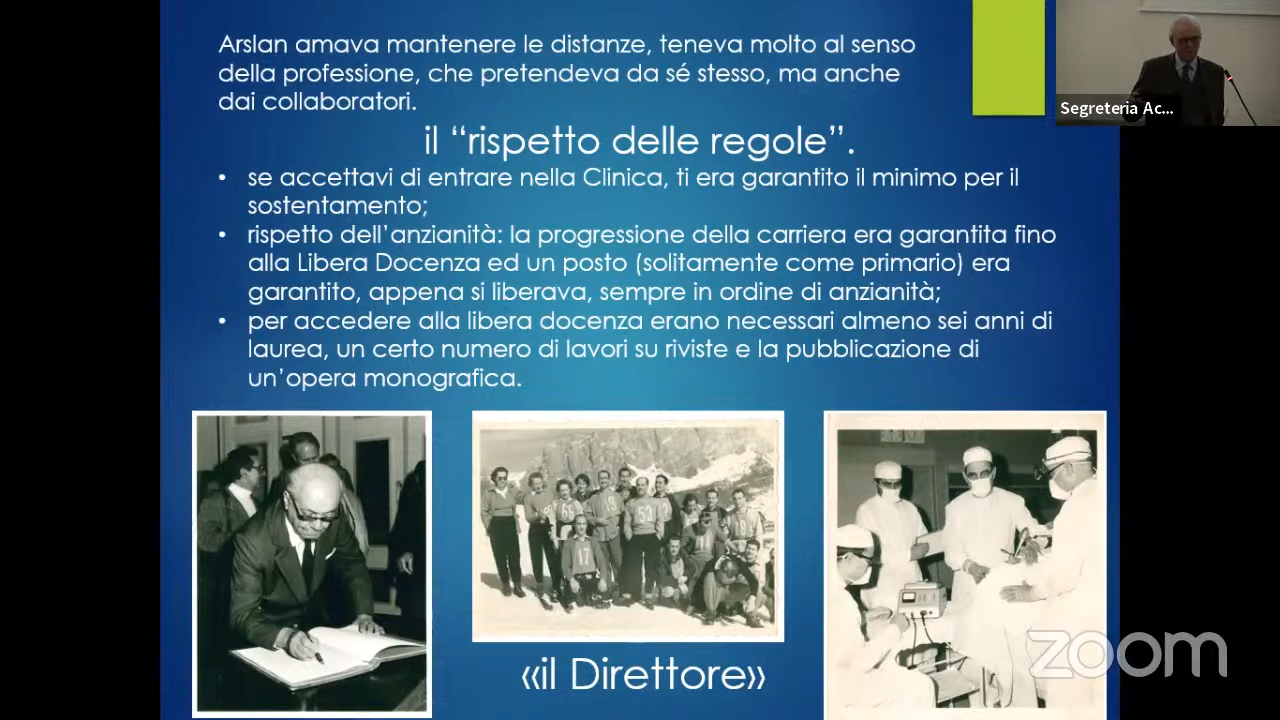 Arslan amava mantenere le distanze, teneva molto al senso
della professione, che pretendeva da sé stesso, ma anche
dai collaboratori.
il “rispetto delle regole”.
• se accettavi di entrare nella Clinica, ti era garantito il minimo per il
sostentamento;
• rispetto dell’anzianità: la progressione della carriera era garantita fino
alla Libera Docenza ed un posto (solitamente come primario) era
garantito, appena si liberava, sempre in ordine di anzianità;
• per accedere alla libera docenza erano necessari almeno sei anni di
laurea, un certo numero di lavori su riviste e la pubblicazione di
un’opera monografica.
Segreteria Ac...
53
17
«il Direttore»
zoom